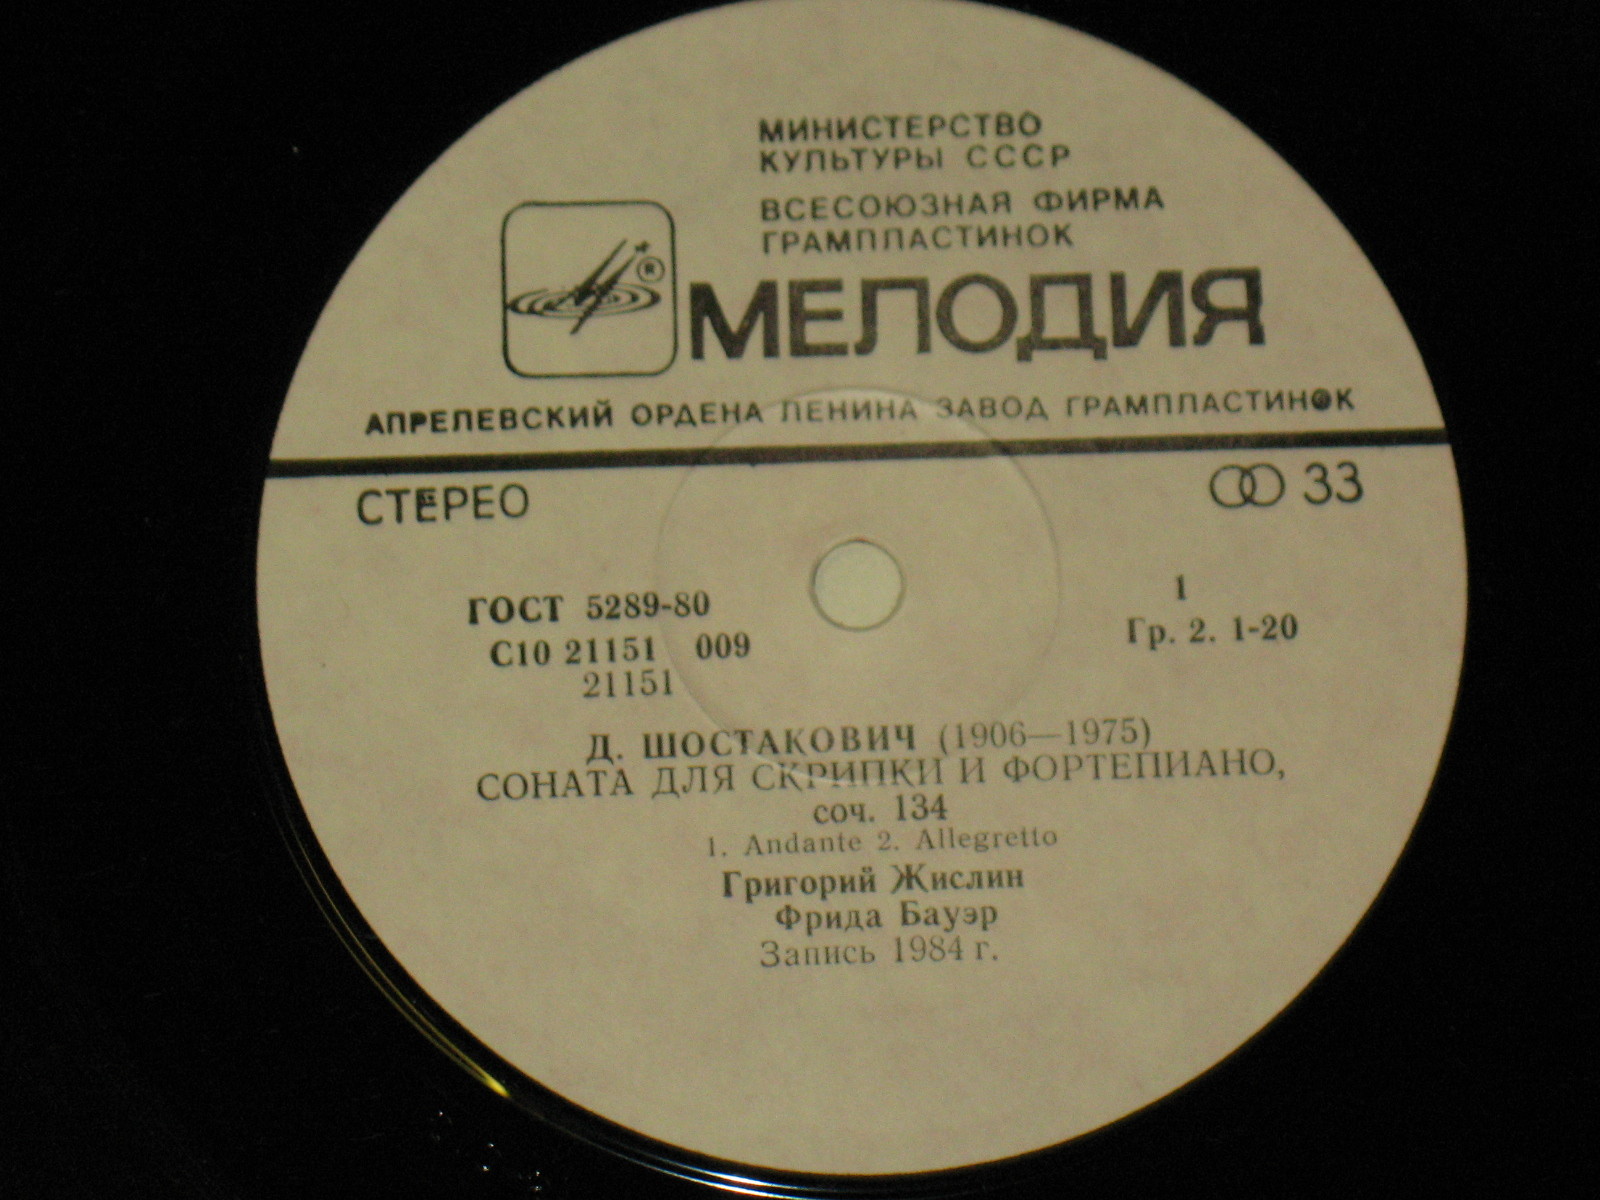 МИНИСТЕРСТВО
КУЛЬТУРЫ СССР
ВСЕСОЮЗНАЯ ФИРМА
ГРАМПЛАСТИНОК
®
МЕЛОДИЯ
АПРЕЛЕВСКИЙ ОРДЕНА ЛЕНИНА ЗАВОД ГРАМПЛАСТИНОК
СТЕРЕО 33
ГОСТ 5289-80 1
С10 21151 009 Гр. 2. 1-20
21151
Д. ШОСТАКОВИЧ (1906—1975)
СОНАТА ДЛЯ СКРИПКИ И ФОРТЕПИАНО,
соч. 134
1. Andante 2. Allegretto
Григорий Жислин
Фрида Бауэр
Запись 1984 г.